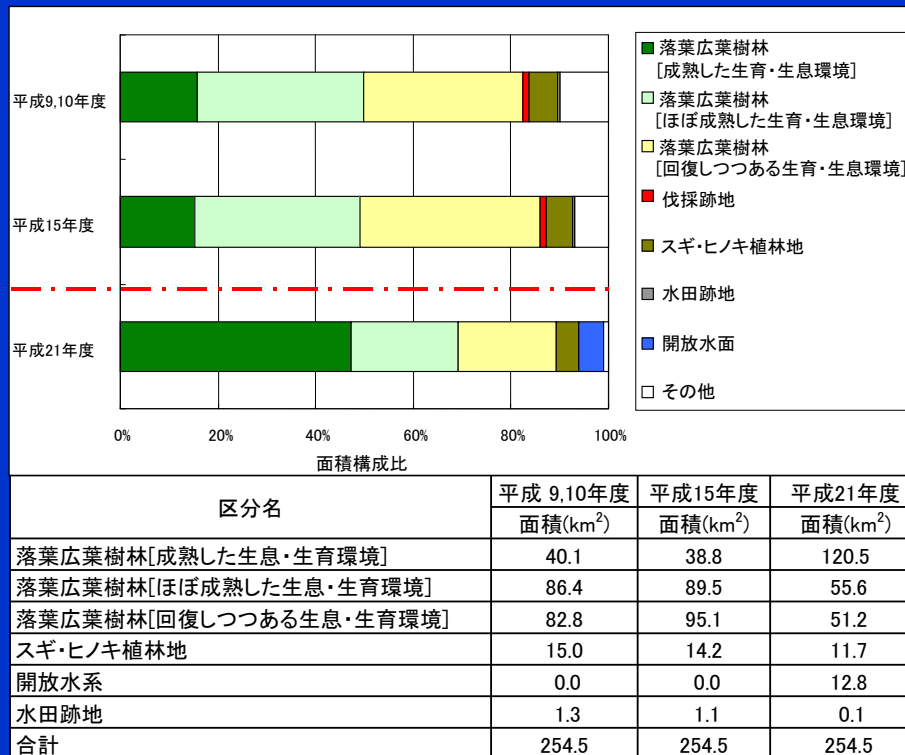 平成9,10年度
平成15年度
平成21年度
0% 20% 40% 60% 80% 100%
面積構成比
落葉広葉樹林
[成熟した生育・生息環境]
落葉広葉樹林
[ほぼ成熟した生育・生息環境]
落葉広葉樹林
[回復しつつある生育・生息環境]
伐採跡地
スギ・ヒノキ植林地
水田跡地
開放水面
その他
区分名 平成 9,10年度 平成15年度 平成21年度
面積(km²) 面積(km²) 面積(km²)
落葉広葉樹林[成熟した生息・生育環境] 40.1 38.8 120.5
落葉広葉樹林[ほぼ成熟した生息・生育環境] 86.4 89.5 55.6
落葉広葉樹林[回復しつつある生息・生育環境] 82.8 95.1 51.2
スギ・ヒノキ植林地 15.0 14.2 11.7
開放水系 0.0 0.0 12.8
水田跡地 1.3 1.1 0.1
合計 254.5 254.5 254.5